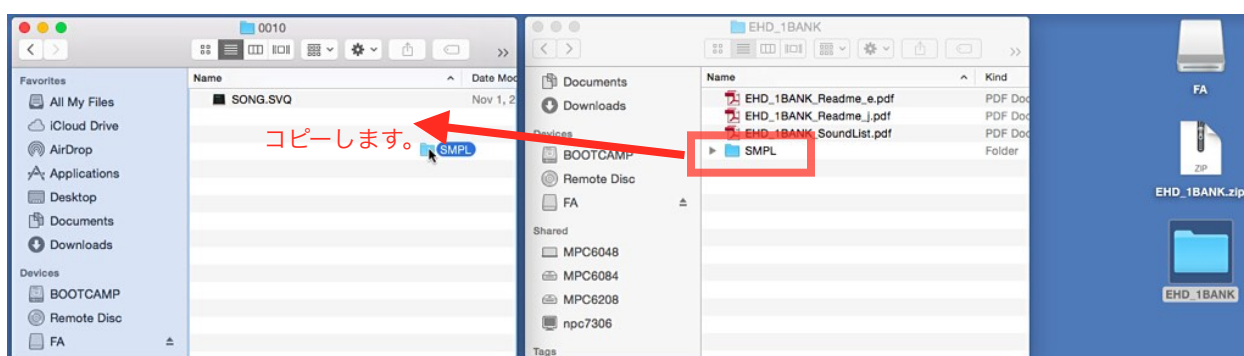 0010
Name
Date Mod
SONG.SVQ
Nov 1, 2
コピーします。
SMPL
Favorites
All My Files
iCloud Drive
AirDrop
Applications
Desktop
Documents
Downloads
Devices
BOOTCAMP
Remote Disc
FA
EHD_1BANK
Name
Kind
EHD_1BANK_Readme_e.pdf
PDF Doc
EHD_1BANK_Readme_j.pdf
PDF Doc
EHD_1BANK_SoundList.pdf
PDF Doc
SMPL
Folder
Documents
Downloads
Devices
BOOTCAMP
Remote Disc
FA
Shared
MPC6048
MPC6084
MPC6208
npc7306
Tags
FA
ZIP
EHD_1BANK.zip
EHD_1BANK